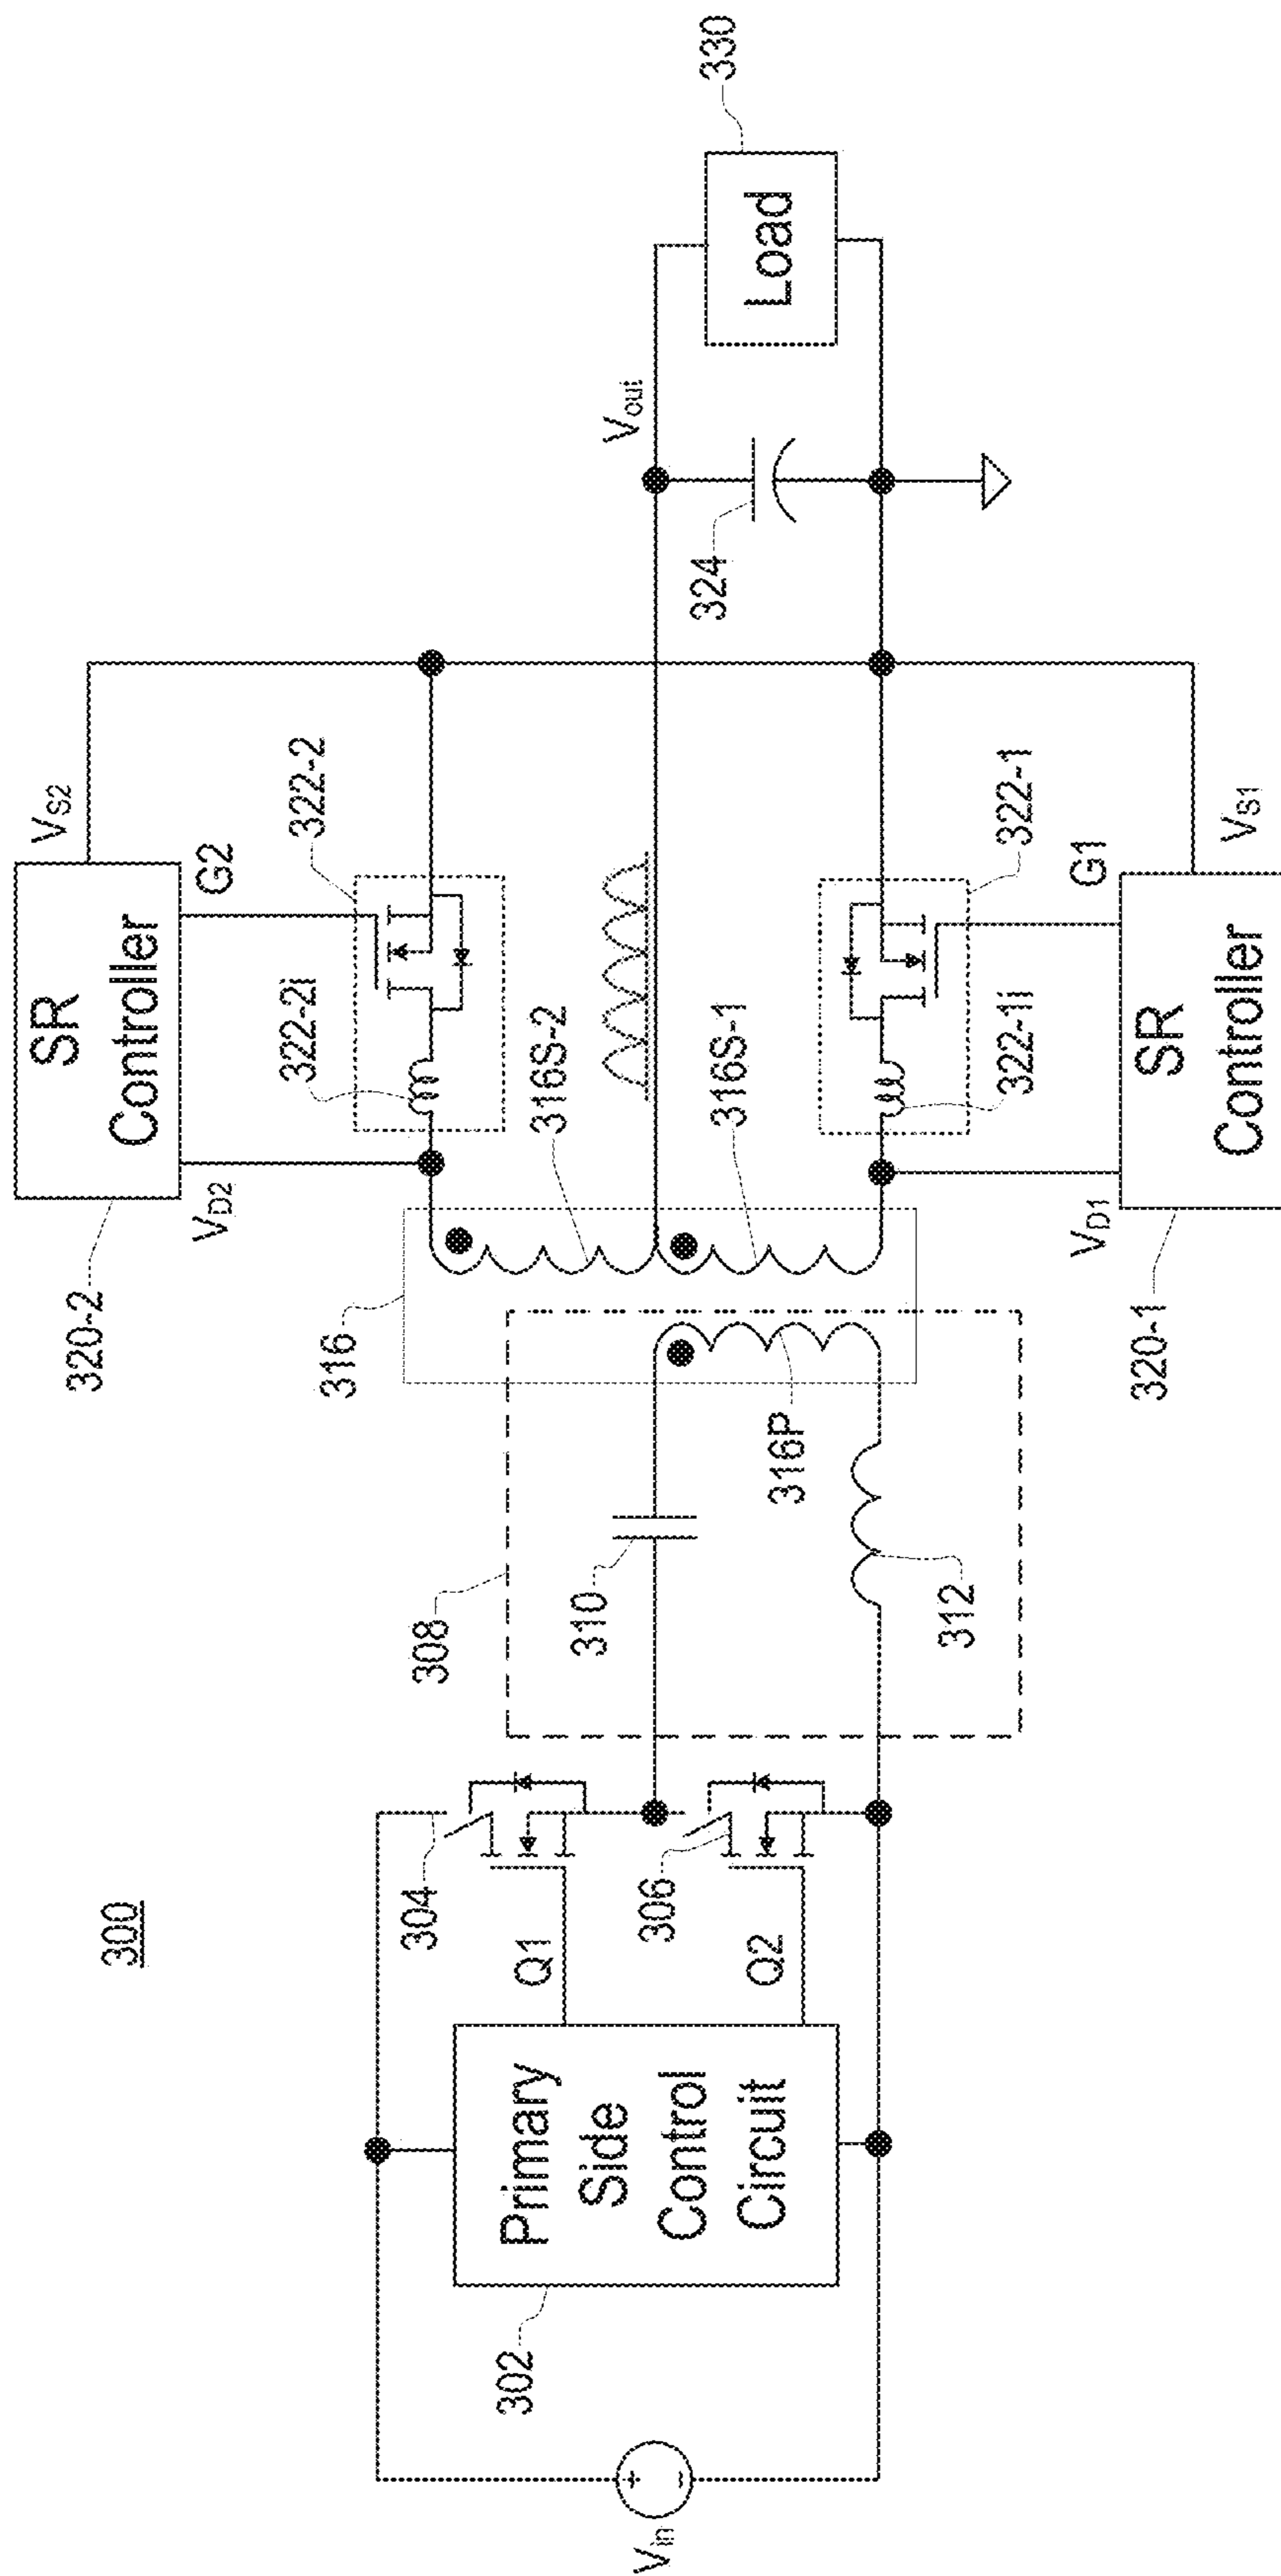 300
Vin
302
Primary
Side
Control
Circuit
Q1
Q2
304
306
308
310
312
316
316P
316S-2
316S-1
320-2
SR
Controller
VD2
VS2
G2
322-2
322-2i
322-1
322-1i
G1
VD1
VS1
320-1
SR
Controller
324
Vout
Load
330